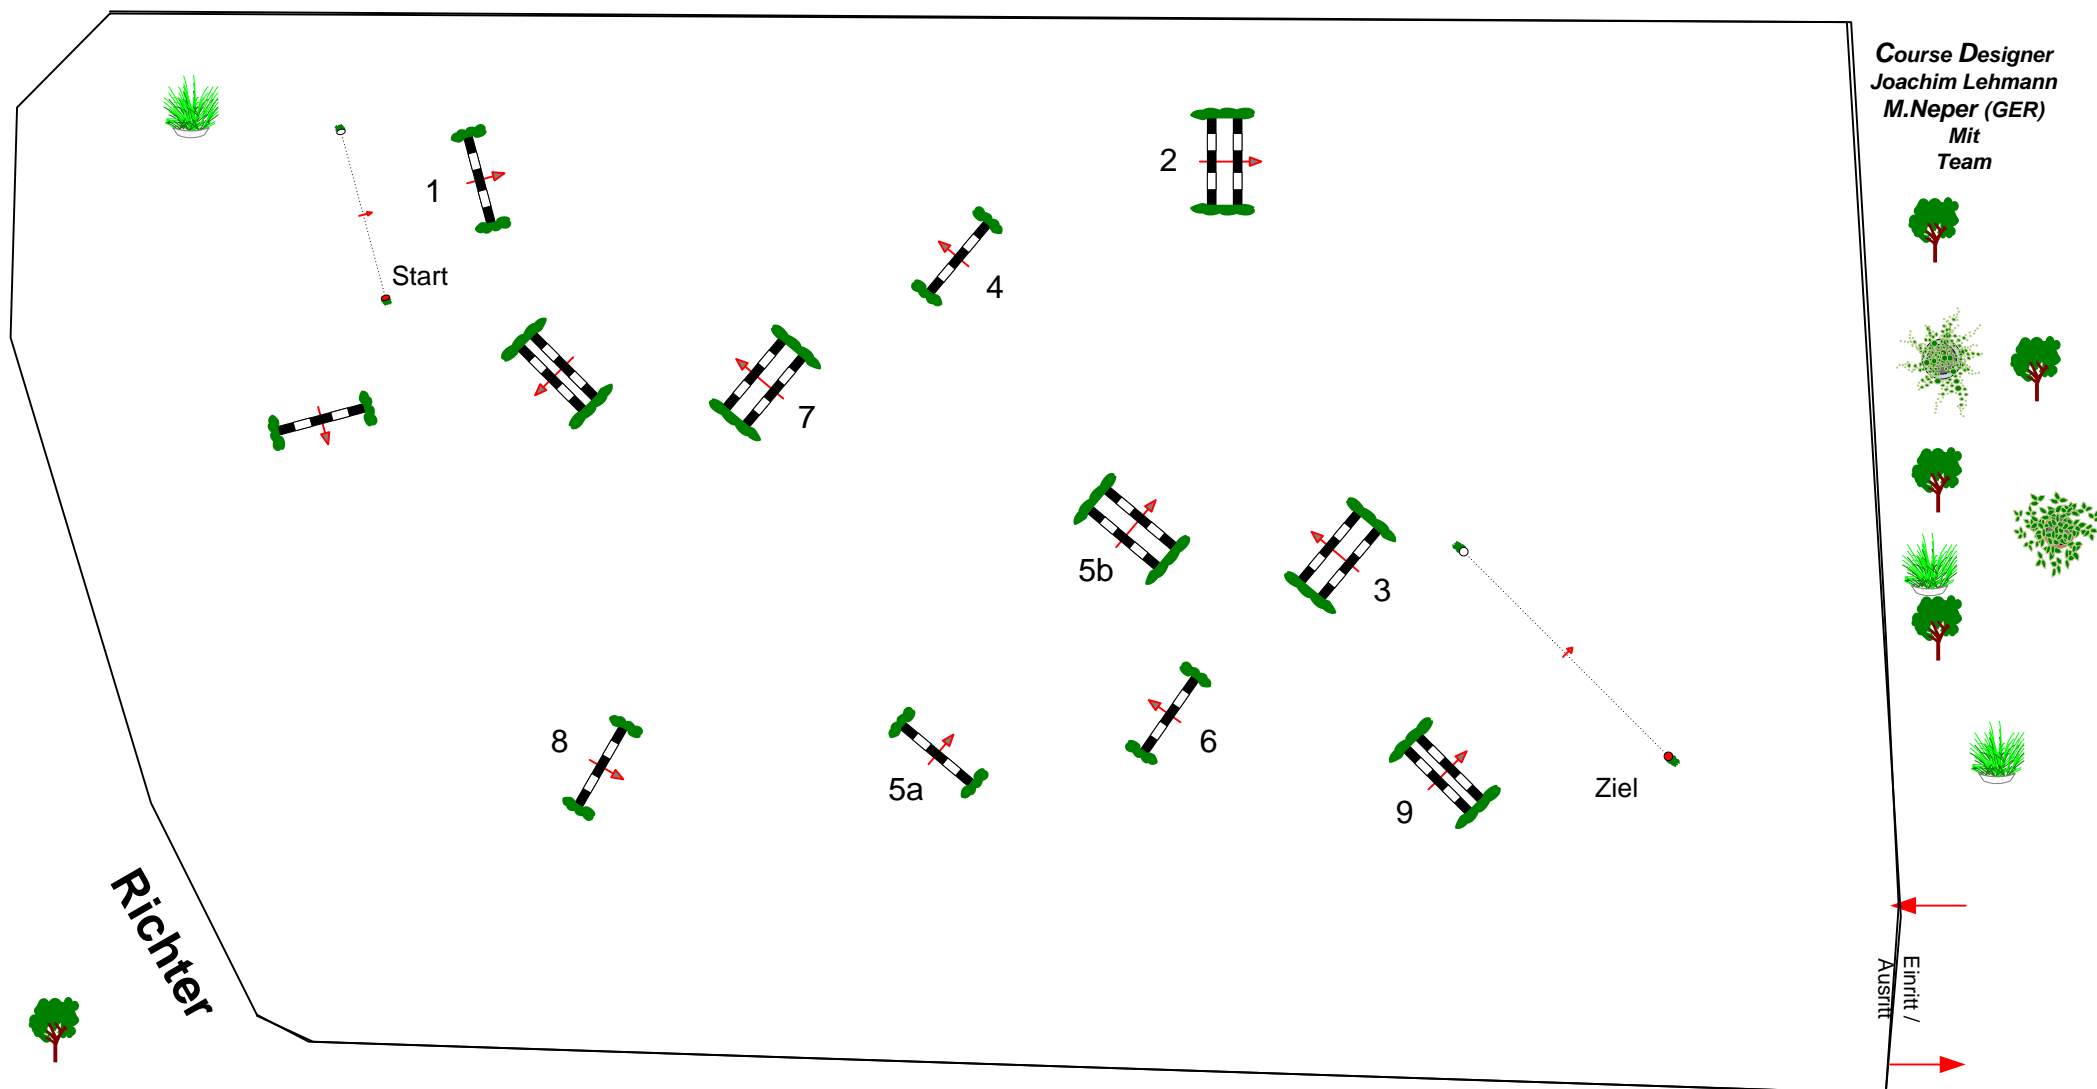 Course Designer
Joachim Lehmann
M.Neper (GER)
Mit
Team
1
2
Start
4
7
5b
3
8
5a
6
9
Ziel
Richter
Einritt /
Ausritt